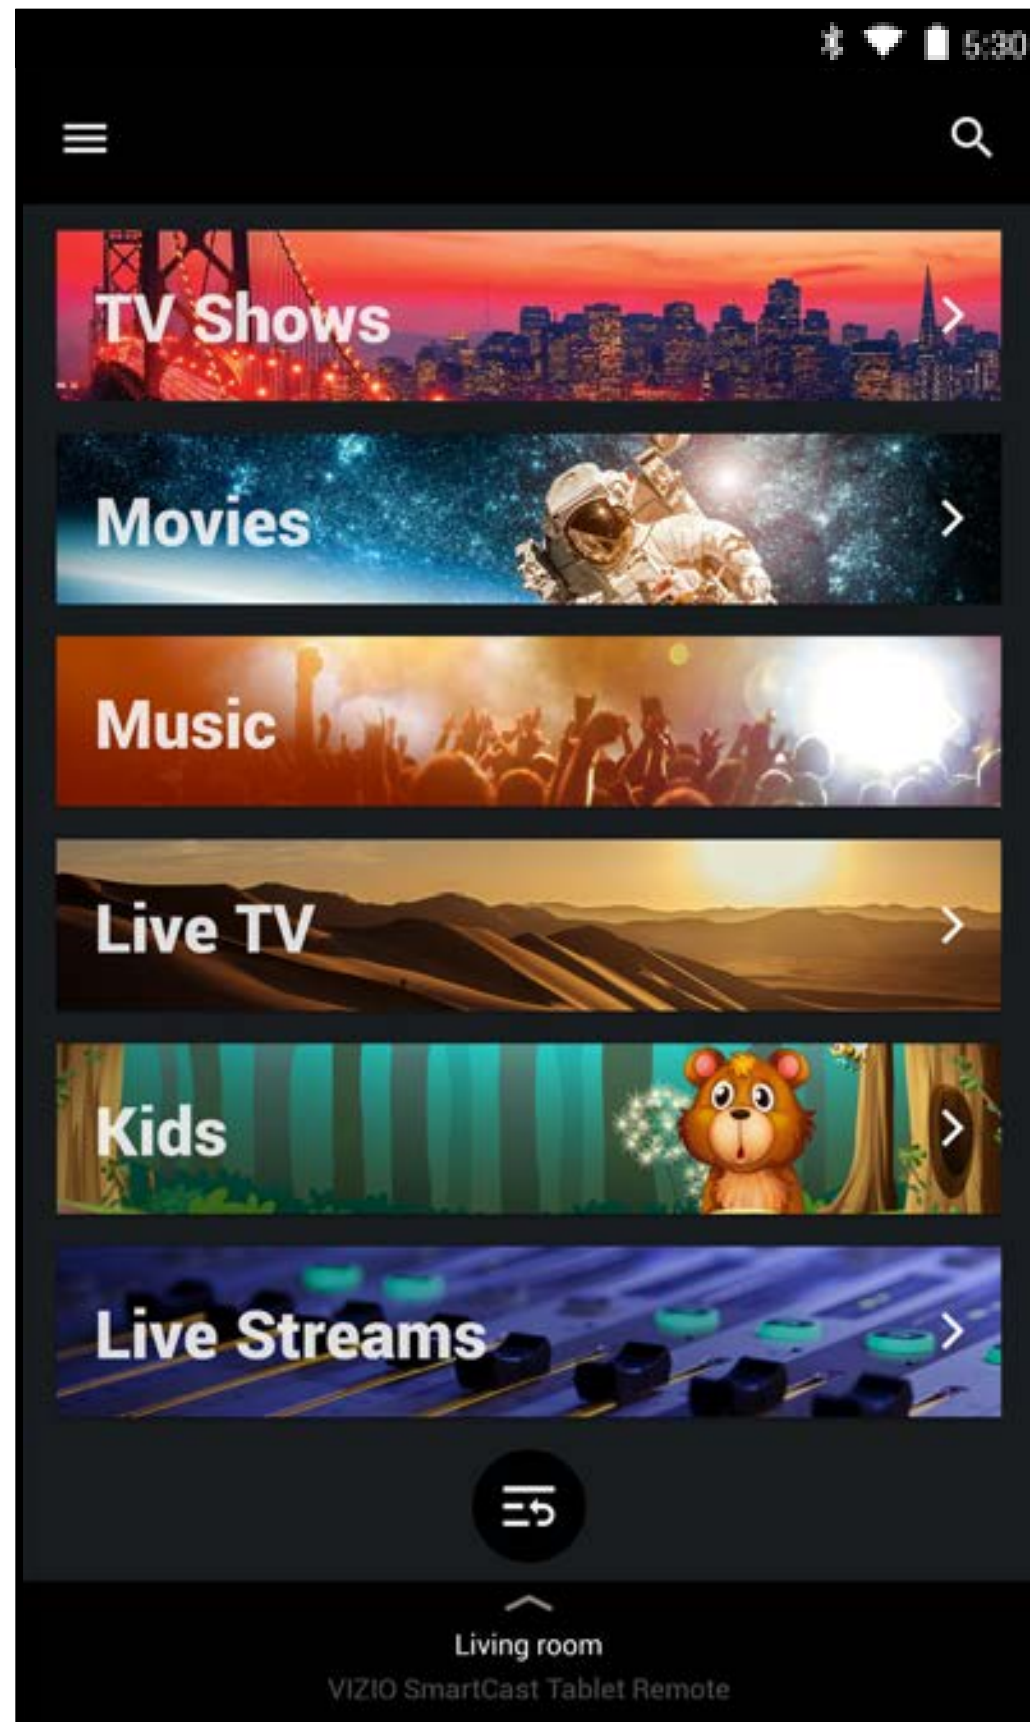 5:30
TV Shows
Movies
Music
Live TV
Kids
Live Streams
Living room
VIZIO SmartCast Tablet Remote